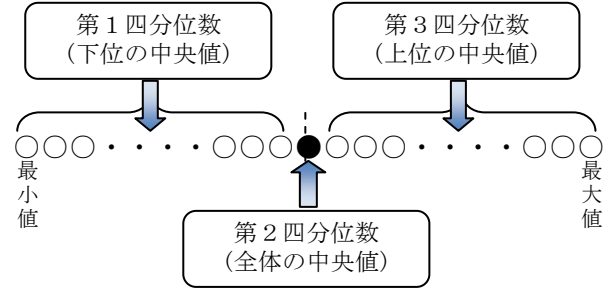 第１四分位数
（下位の中央値）
第３四分位数
（上位の中央値）
最小値
最大値
第２四分位数
（全体の中央値）